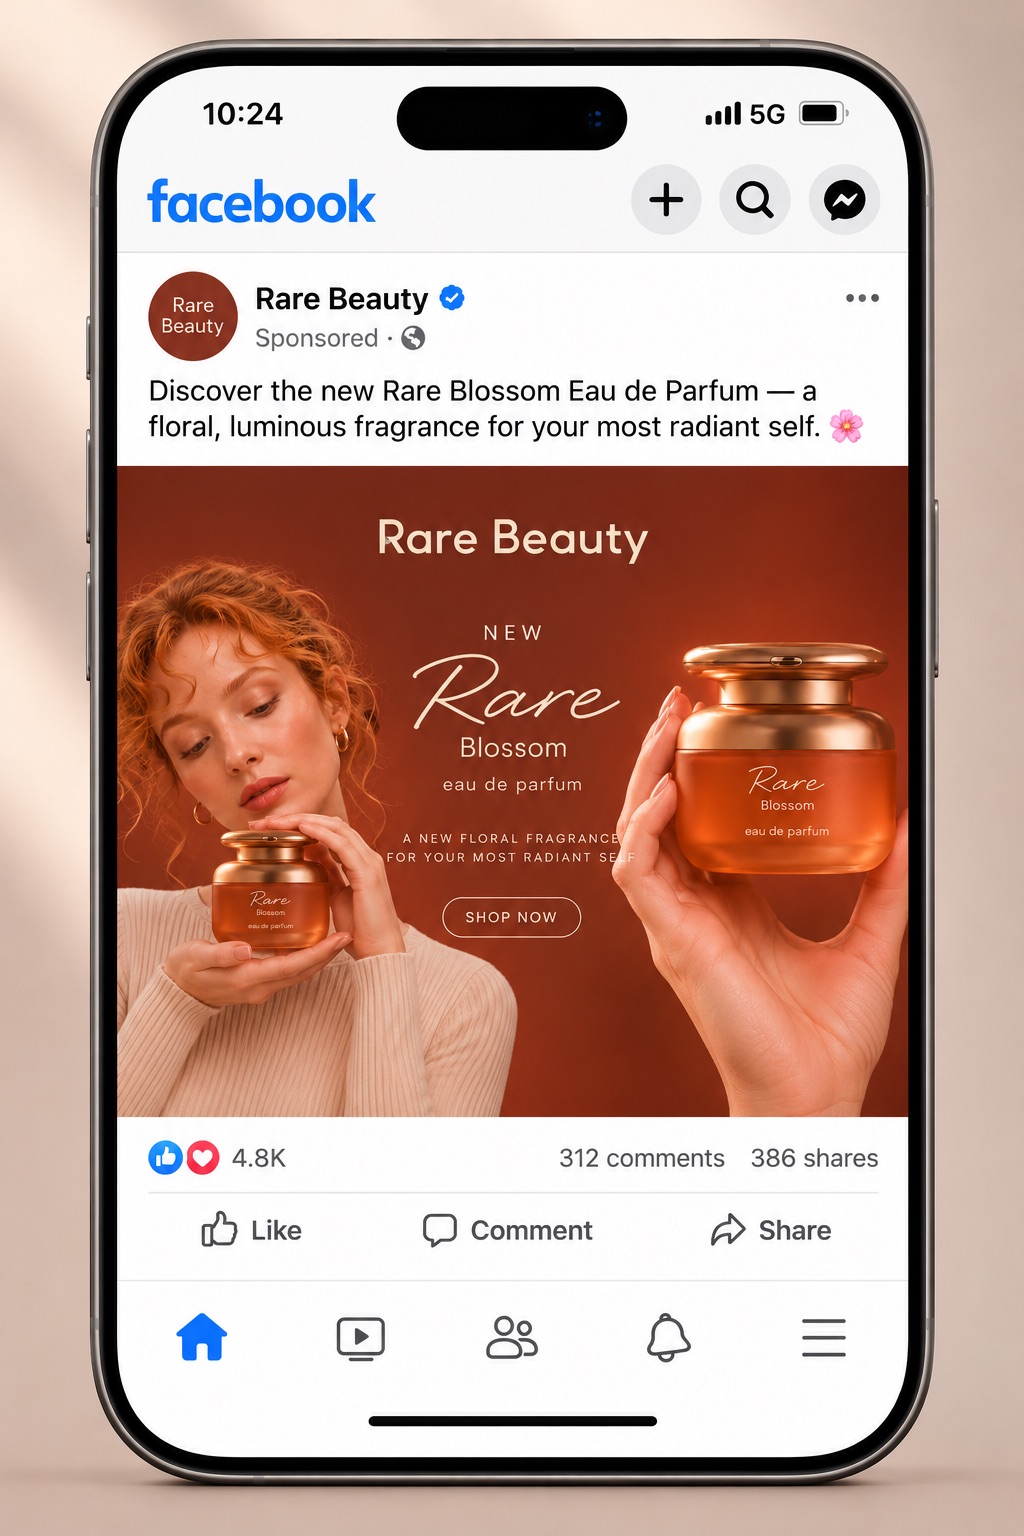 10:24
5G
facebook
Rare
Beauty
Rare Beauty
Sponsored ·
Discover the new Rare Blossom Eau de Parfum — a
floral, luminous fragrance for your most radiant self. 🌸
Rare Beauty
NEW
Rare
Blossom
eau de parfum
A NEW FLORAL FRAGRANCE
FOR YOUR MOST RADIANT SELF
SHOP NOW
Rare
Blossom
eau de parfum
Rare
Blossom
eau de parfum
4.8K
312 comments 386 shares
Like
Comment
Share